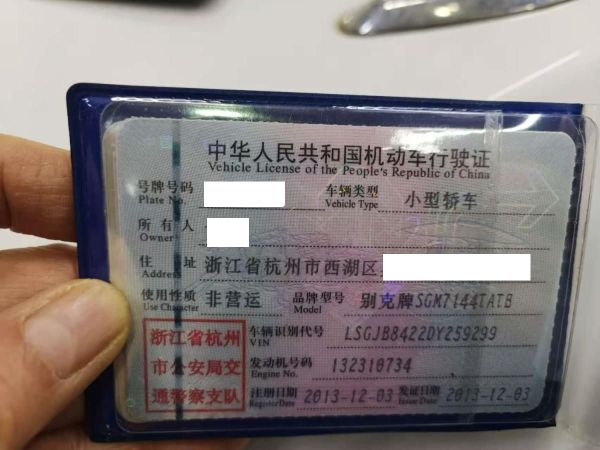 中华人民共和国机动车行驶证
Vehicle License of the People's Republic of China
号牌号码 车辆类型 小型轿车
Plate No. Vehicle Type
所有人
Owner
住址 浙江省杭州市西湖区
Address
使用性质 非营运 品牌型号 别克牌SGM7144TATB
Use Character Model
浙江省杭州
市公安局交
通警察支队
车辆识别代号 LSGJB8422DY259299
VIN
发动机号码 132310734
Engine No.
注册日期 2013-12-03 发证日期 2013-12-03
Register Date Issue Date